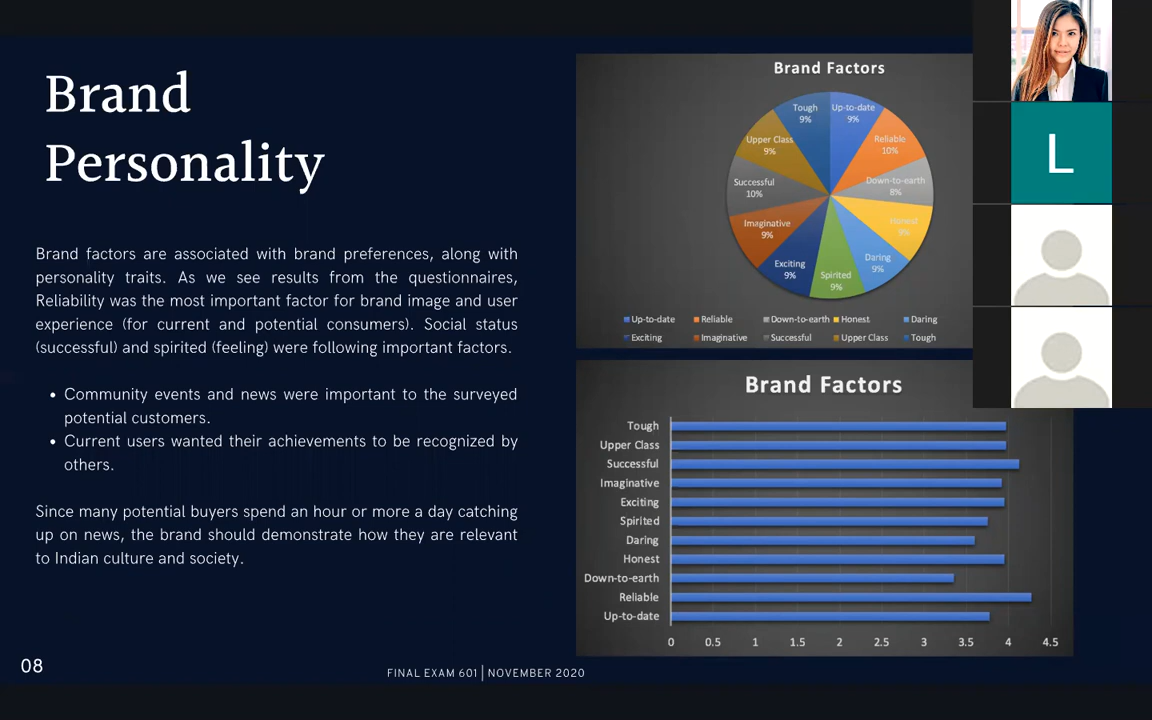 Brand
Personality
Brand factors are associated with brand preferences, along with
personality traits. As we see results from the questionnaires,
Reliability was the most important factor for brand image and user
experience (for current and potential consumers). Social status
(successful) and spirited (feeling) were following important factors.
• Community events and news were important to the surveyed
potential customers.
• Current users wanted their achievements to be recognized by
others.
Since many potential buyers spend an hour or more a day catching
up on news, the brand should demonstrate how they are relevant
to Indian culture and society.
08
FINAL EXAM 601 | NOVEMBER 2020
Brand Factors
Tough
9%
Up-to-date
9%
Reliable
10%
Down-to-earth
8%
Honest
9%
Daring
9%
Spirited
9%
Exciting
9%
Imaginative
9%
Successful
10%
Upper Class
9%
Up-to-date Reliable Down-to-earth Honest Daring
Exciting Imaginative Successful Upper Class Tough
Brand Factors
Tough
Upper Class
Successful
Imaginative
Exciting
Spirited
Daring
Honest
Down-to-earth
Reliable
Up-to-date
0 0.5 1 1.5 2 2.5 3 3.5 4 4.5
L